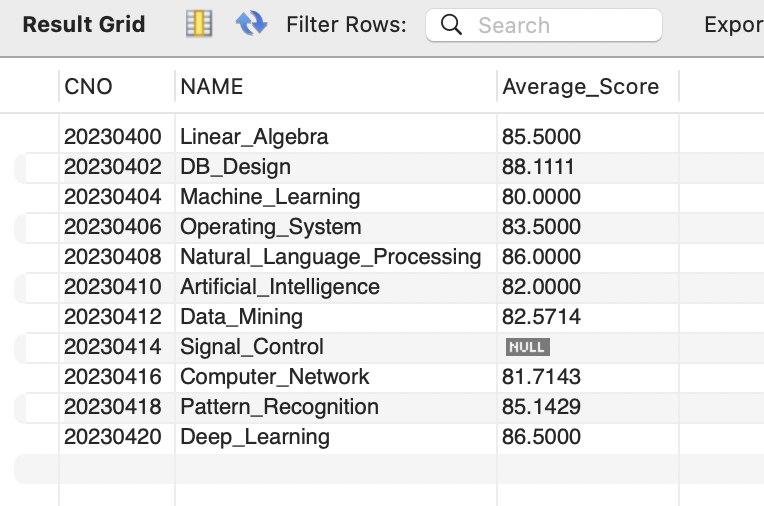 Result Grid Filter Rows: Search Expor
CNO NAME Average_Score
20230400 Linear_Algebra 85.5000
20230402 DB_Design 88.1111
20230404 Machine_Learning 80.0000
20230406 Operating_System 83.5000
20230408 Natural_Language_Processing 86.0000
20230410 Artificial_Intelligence 82.0000
20230412 Data_Mining 82.5714
20230414 Signal_Control NULL
20230416 Computer_Network 81.7143
20230418 Pattern_Recognition 85.1429
20230420 Deep_Learning 86.5000